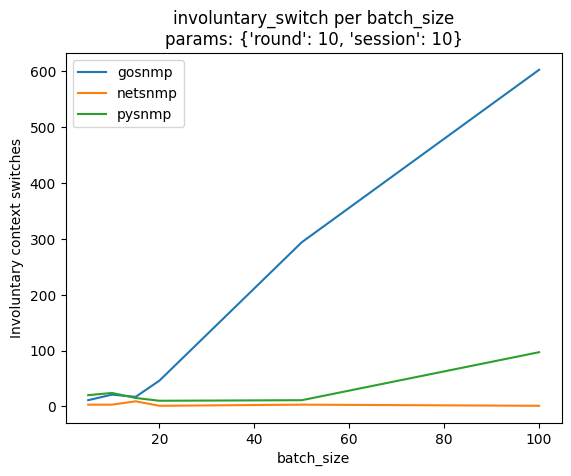 involuntary_switch per batch_size
params: {'round': 10, 'session': 10}
gosnmp
netsnmp
pysnmp
Involuntary context switches
600
500
400
300
200
100
0
20
40
60
80
100
batch_size